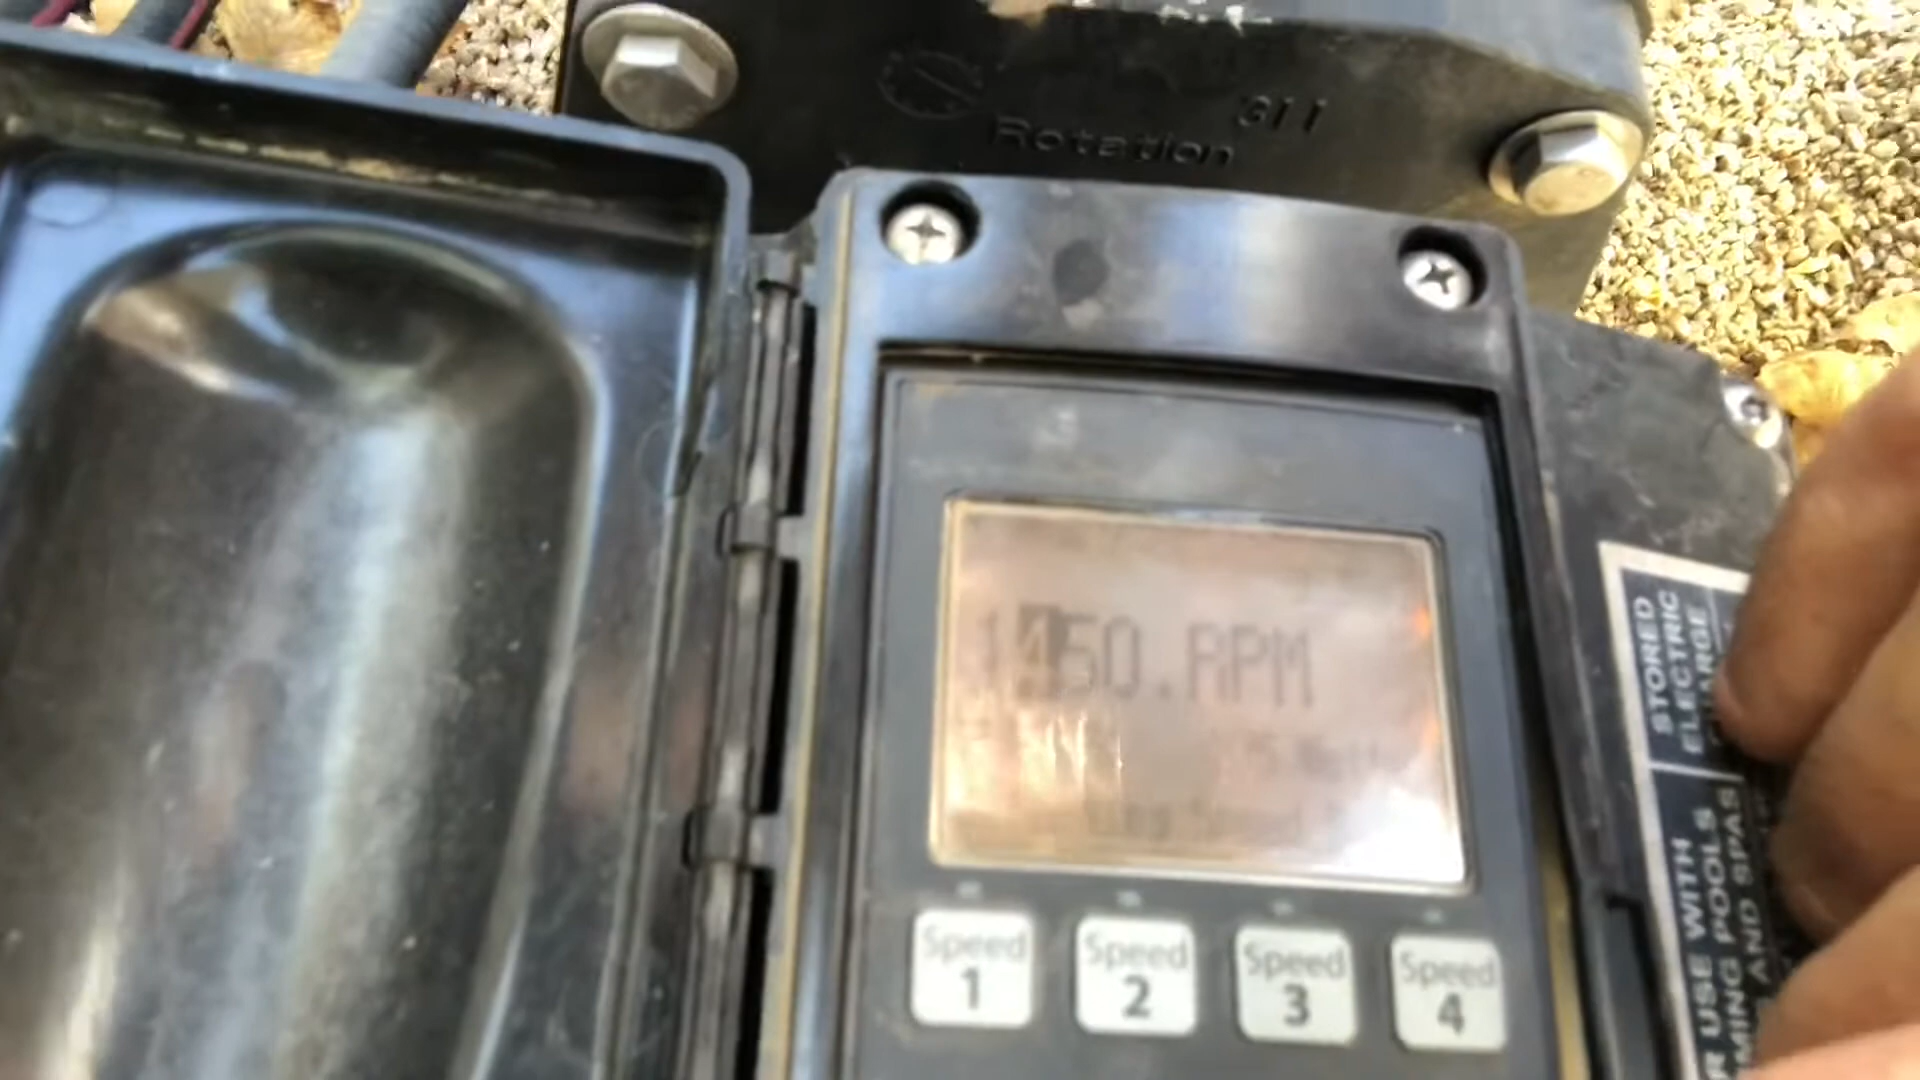 311
Rotation
1450.RPM
Speed
1
Speed
2
Speed
3
Speed
4
STORED
ELECTRIC
CHARGE
USE WITH
MING POOLS
AND SPAS